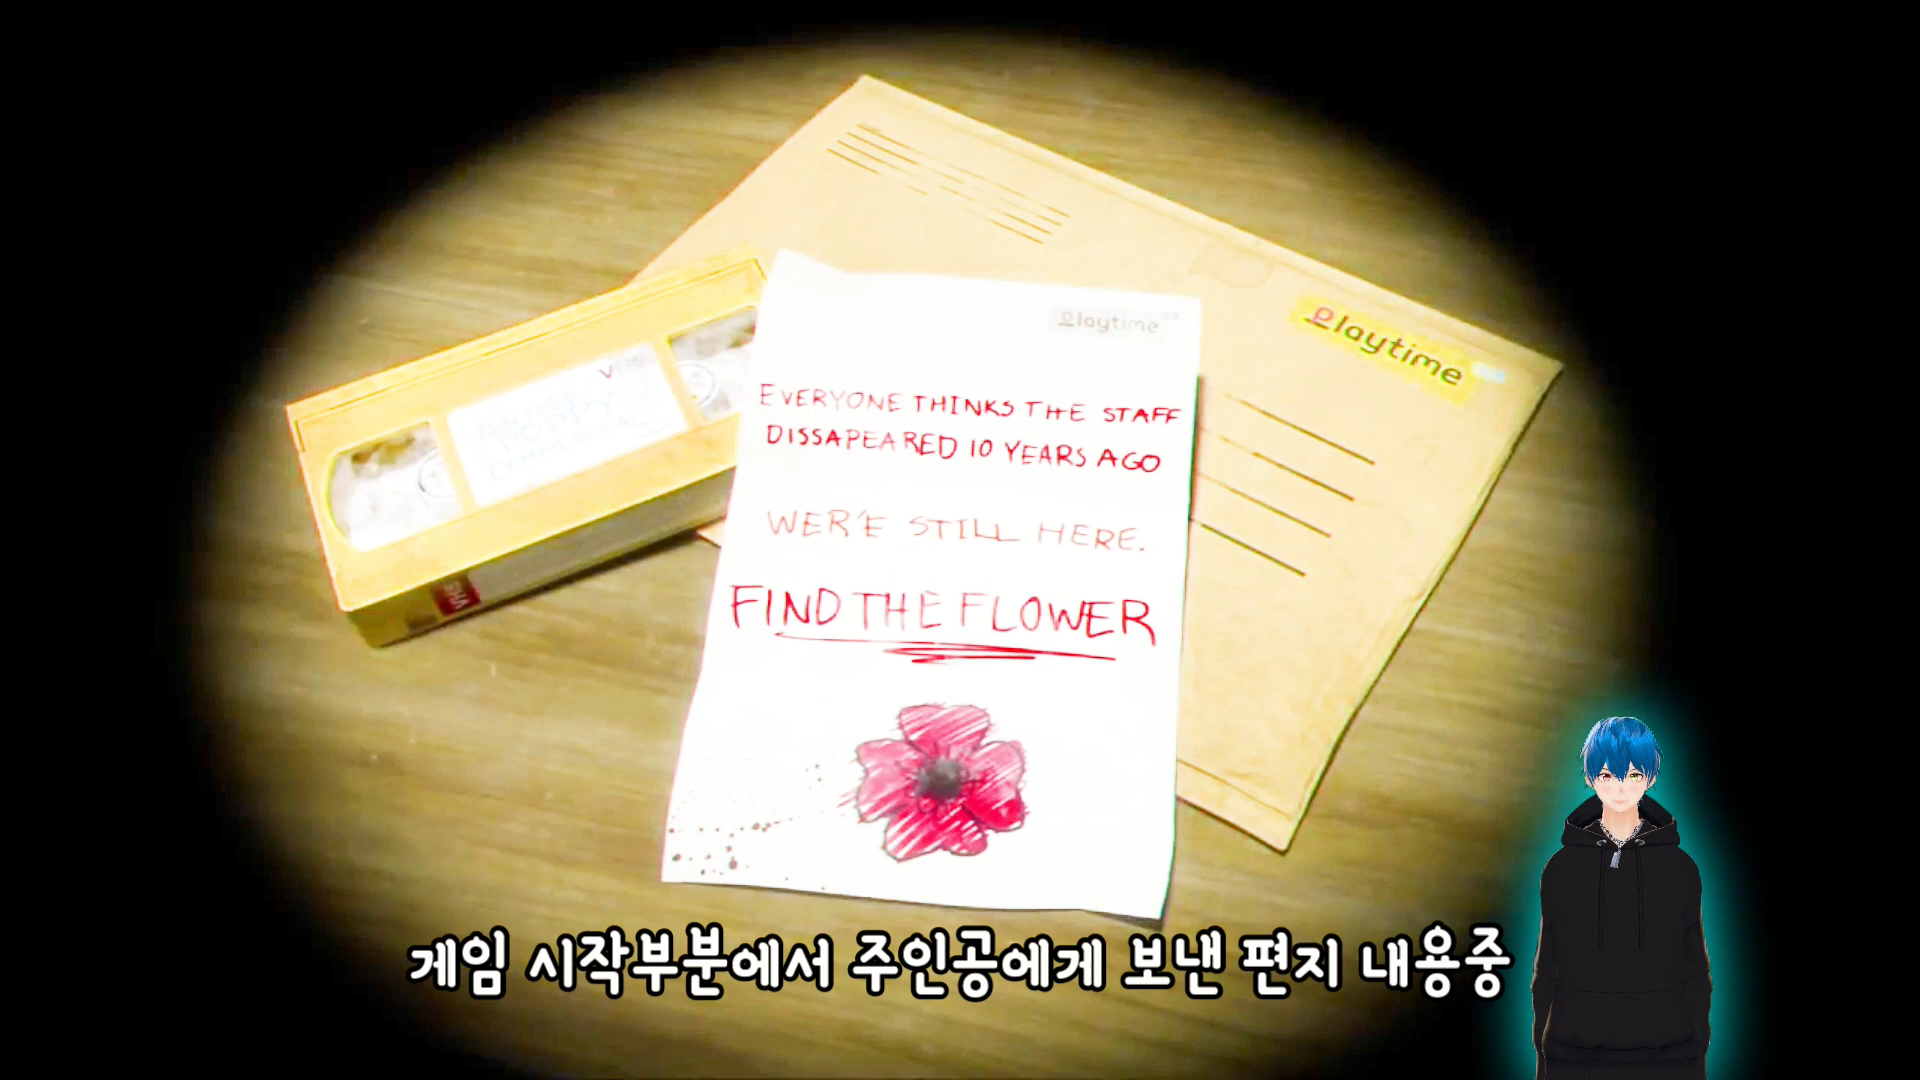 Playtime
Playtime
EVERYONE THINKS THE STAFF
DISSAPEARED 10 YEARS AGO
WER'E STILL HERE.
FIND THE FLOWER
VHS
게임 시작부분에서 주인공에게 보낸 편지 내용중